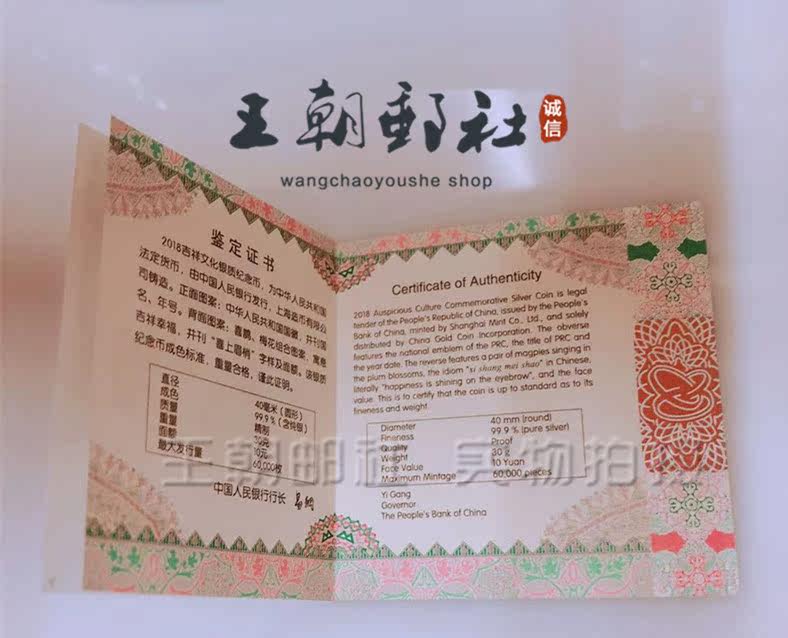 王朝郵社
诚信
wangchaoyoushe shop
鉴定证书
2018吉祥文化银质纪念币，为中华人民共和国
法定货币，由中国人民银行发行，上海造币有限公
司铸造。正面图案：中华人民共和国国徽，并刊国
名、年号。背面图案：喜鹊、梅花组合图案，寓意
吉祥幸福，并刊“喜上眉梢”字样及面额。该银质
纪念币成色标准，重量合格，谨此证明。
直径 40毫米（圆形）
成色 99.9％（含纯银）
质量 精制
重量 30克
面额 10元
最大发行量 60,000枚
中国人民银行行长 易纲
Certificate of Authenticity
2018 Auspicious Culture Commemorative Silver Coin is legal
tender of the People's Republic of China, issued by the People's
Bank of China, minted by Shanghai Mint Co., Ltd., and solely
distributed by China Gold Coin Incorporation. The obverse
features the national emblem of the PRC, the title of PRC and
the year date. The reverse features a pair of magpies singing in
the plum blossoms, the idiom "xi shang mei shao" in Chinese,
literally "happiness is shining on the eyebrow", and the face
value. This is to certify that the coin is up to standard as to its
fineness and weight.
Diameter 40 mm (round)
Fineness 99.9 % (pure silver)
Quality Proof
Weight 30 g
Face Value 10 Yuan
Maximum Mintage 60,000 pieces
Yi Gang
Governor
The People's Bank of China
王朝邮社 实物拍摄